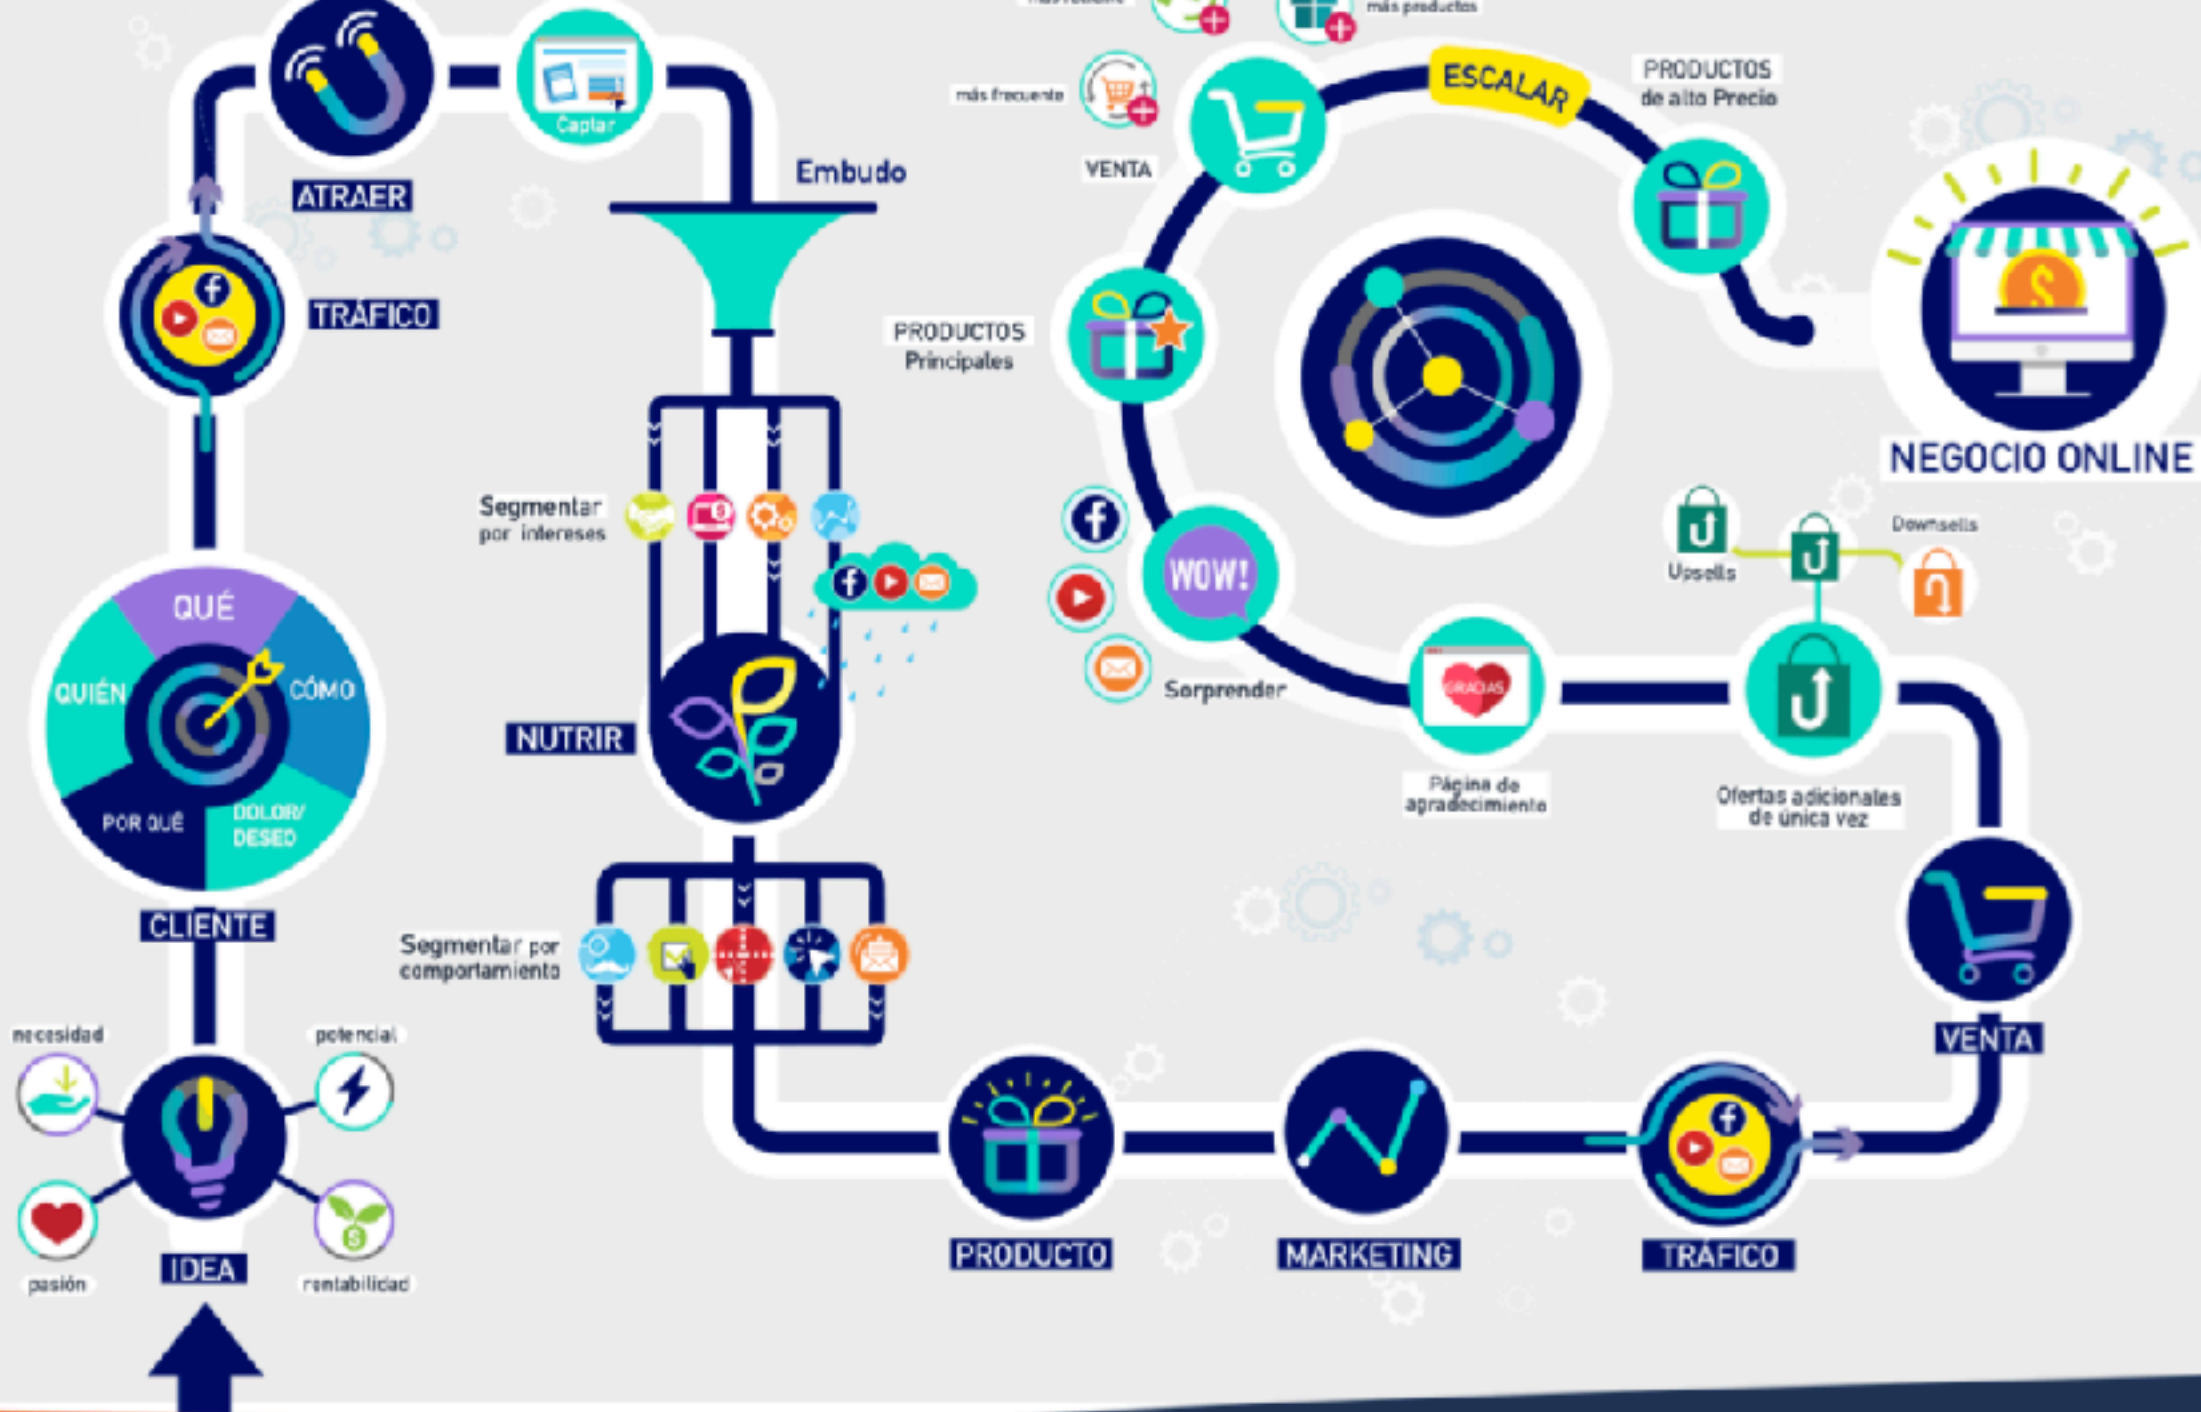 más productos
Captar
ESCALAR
PRODUCTOS
de alto Precio
más frecuente
VENTA
ATRAER
Embudo
TRÁFICO
PRODUCTOS
Principales
NEGOCIO ONLINE
Segmentar
por intereses
Upsells
Downsells
WOW!
Sorprender
GRACIAS
Página de
agradecimiento
Ofertas adicionales
de única vez
QUÉ
QUIÉN
CÓMO
POR QUÉ
DOLOR/
DESEO
NUTRIR
CLIENTE
Segmentar por
comportamiento
VENTA
necesidad
potencial
pasión
IDEA
rentabilidad
PRODUCTO
MARKETING
TRÁFICO